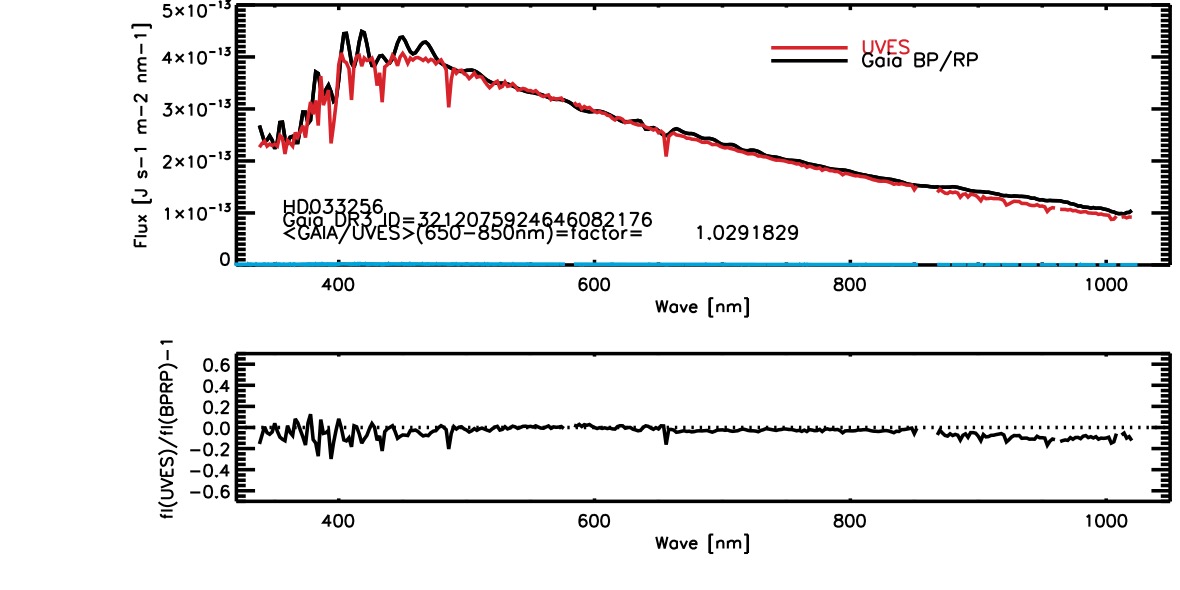 5×10−13
4×10−13
3×10−13
2×10−13
1×10−13
0
Flux [J s−1 m−2 nm−1]
UVES
Gaia BP/RP
HD033256
Gaia DR3 ID=3212075924646082176
<GAIA/UVES>(650−850nm)=factor= 1.0291829
400 600 800 1000
Wave [nm]
0.6
0.4
0.2
0.0
−0.2
−0.4
−0.6
fl(UVES)/fl(BPRP)−1
400 600 800 1000
Wave [nm]